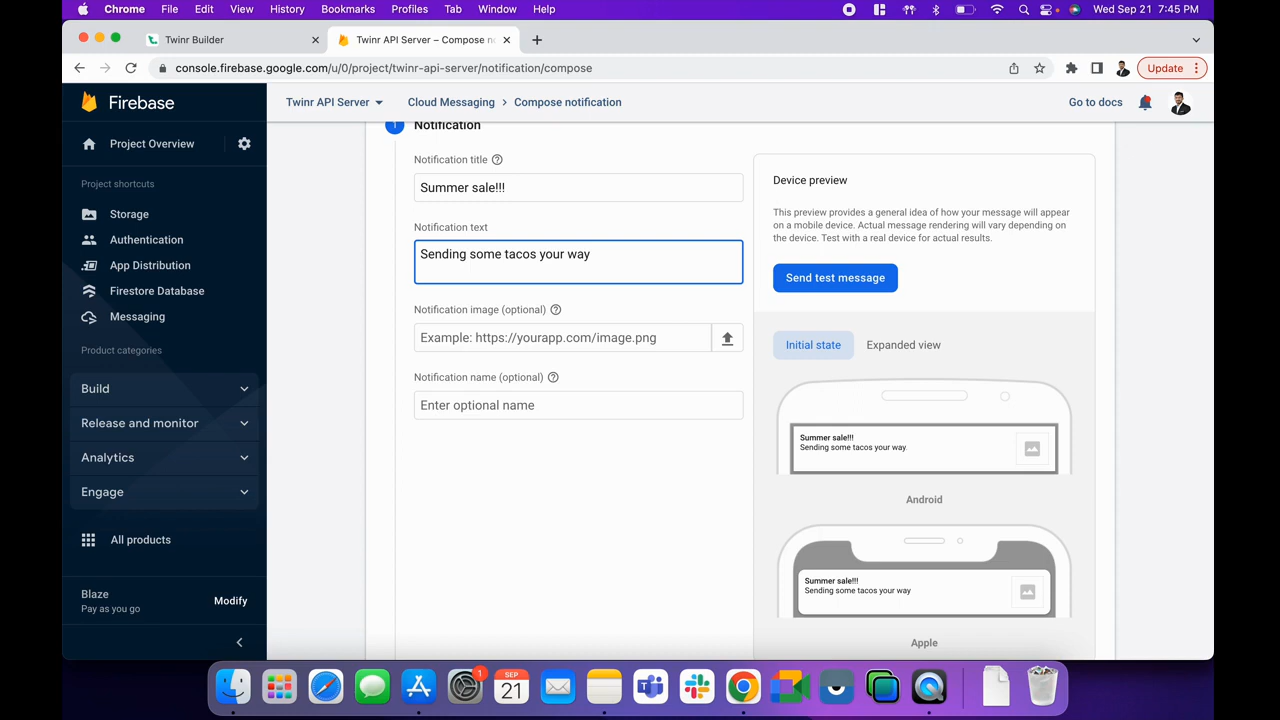 Chrome File Edit View History Bookmarks Profiles Tab Window Help Wed Sep 21 7:45 PM
Twinr Builder
Twinr API Server – Compose no
console.firebase.google.com/u/0/project/twinr-api-server/notification/compose
Update
Firebase
Twinr API Server
Cloud Messaging > Compose notification
Go to docs
Project Overview
Project shortcuts
Storage
Authentication
App Distribution
Firestore Database
Messaging
Product categories
Build
Release and monitor
Analytics
Engage
All products
Blaze
Pay as you go
Modify
1 Notification
Notification title
Summer sale!!!
Notification text
Sending some tacos your way
Notification image (optional)
Example: https://yourapp.com/image.png
Notification name (optional)
Enter optional name
Device preview
This preview provides a general idea of how your message will appear
on a mobile device. Actual message rendering will vary depending on
the device. Test with a real device for actual results.
Send test message
Initial state
Expanded view
Summer sale!!!
Sending some tacos your way
Android
Summer sale!!!
Sending some tacos your way
Apple
1
SEP
21